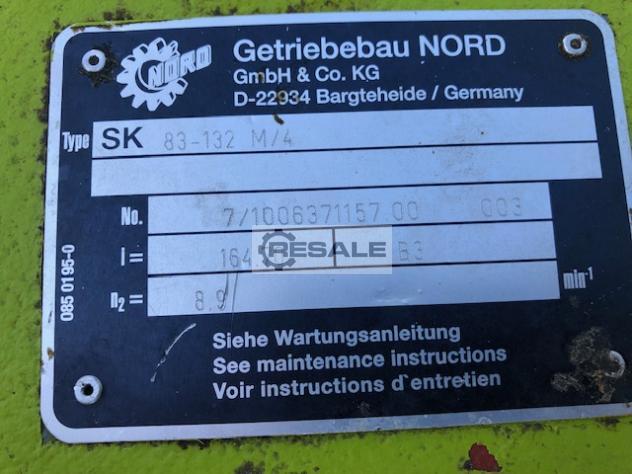 NORD
Getriebebau NORD
GmbH & Co. KG
D-22934 Bargteheide / Germany
Type SK 83-132 M/4
No. 7/1006371157.00 003
i = 164. B3
RESALE
n2 = 8.9 min-1
085 0195-0
Siehe Wartungsanleitung
See maintenance instructions
Voir instructions d`entretien